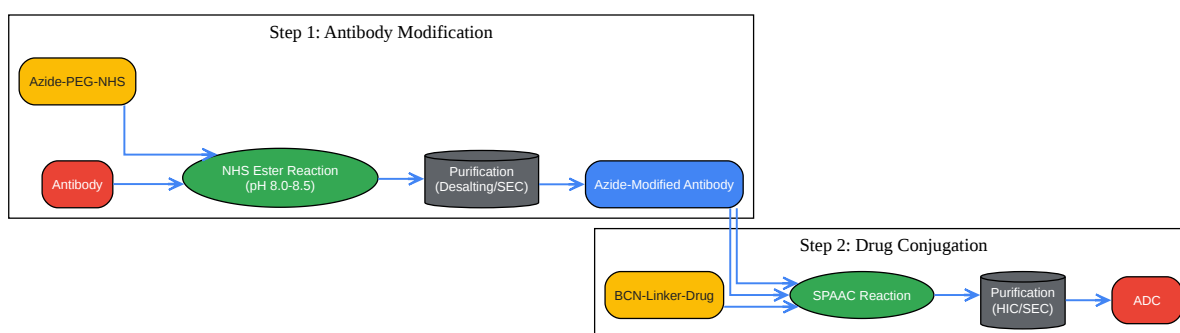 Step 1: Antibody Modification
Azide-PEG-NHS
Antibody
NHS Ester Reaction
(pH 8.0-8.5)
Purification
(Desalting/SEC)
Azide-Modified Antibody
Step 2: Drug Conjugation
BCN-Linker-Drug
SPAAC Reaction
Purification
(HIC/SEC)
ADC